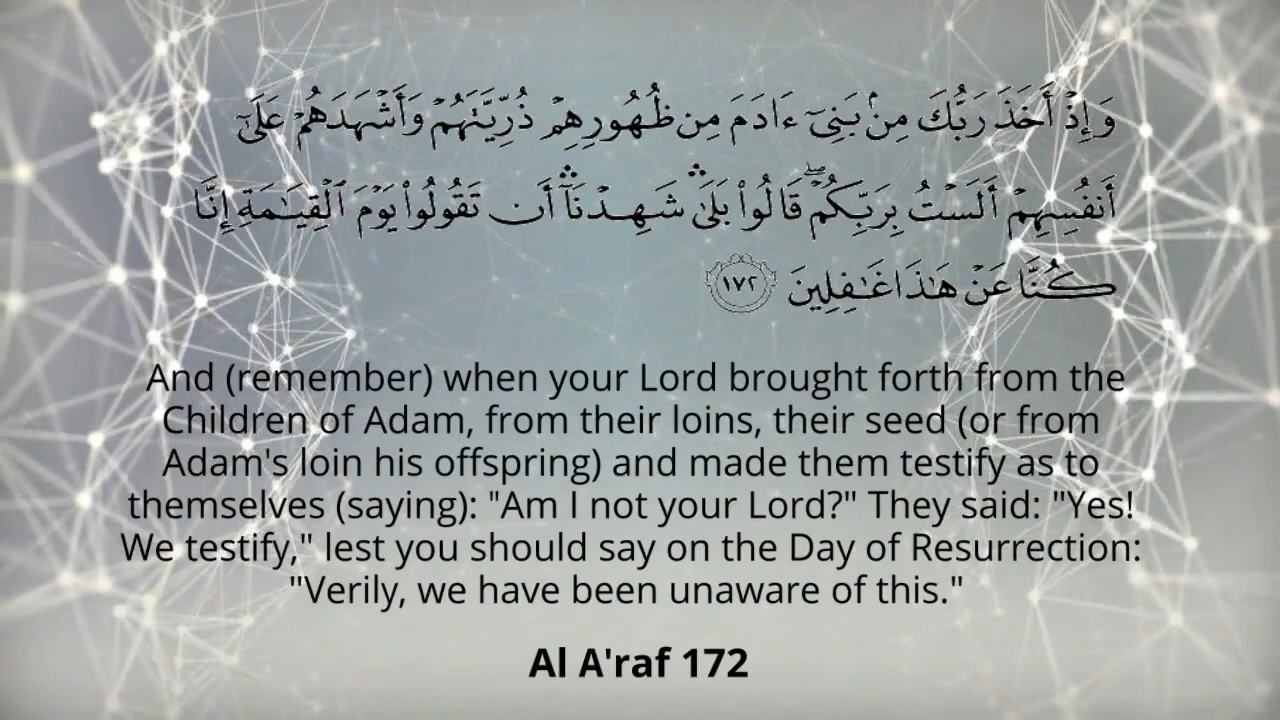 وَإِذْ أَخَذَ رَبُّكَ مِنۢ بَنِىٓ ءَادَمَ مِن ظُهُورِهِمْ ذُرِّيَّتَهُمْ وَأَشْهَدَهُمْ عَلَىٰٓ
أَنفُسِهِمْ أَلَسْتُ بِرَبِّكُمْ ۖ قَالُوا۟ بَلَىٰ ۛ شَهِدْنَآ ۛ أَن تَقُولُوا۟ يَوْمَ ٱلْقِيَـٰمَةِ إِنَّا
كُنَّا عَنْ هَـٰذَا غَـٰفِلِينَ ١٧٢
And (remember) when your Lord brought forth from the
Children of Adam, from their loins, their seed (or from
Adam's loin his offspring) and made them testify as to
themselves (saying): "Am I not your Lord?" They said: "Yes!
We testify," lest you should say on the Day of Resurrection:
"Verily, we have been unaware of this."
Al A'raf 172